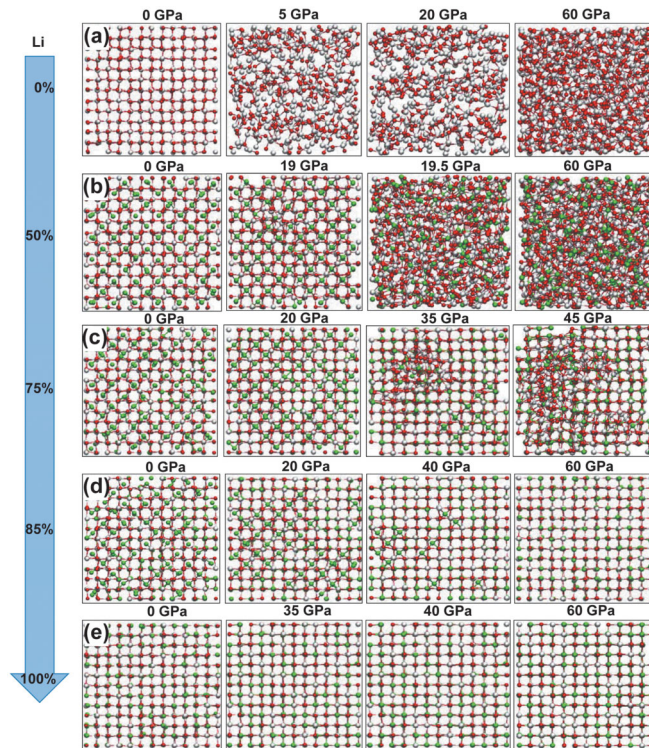 Li
0 GPa 5 GPa 20 GPa 60 GPa
(a)
0%
0 GPa 19 GPa 19.5 GPa 60 GPa
(b)
50%
0 GPa 20 GPa 35 GPa 45 GPa
(c)
75%
0 GPa 20 GPa 40 GPa 60 GPa
(d)
85%
0 GPa 35 GPa 40 GPa 60 GPa
(e)
100%